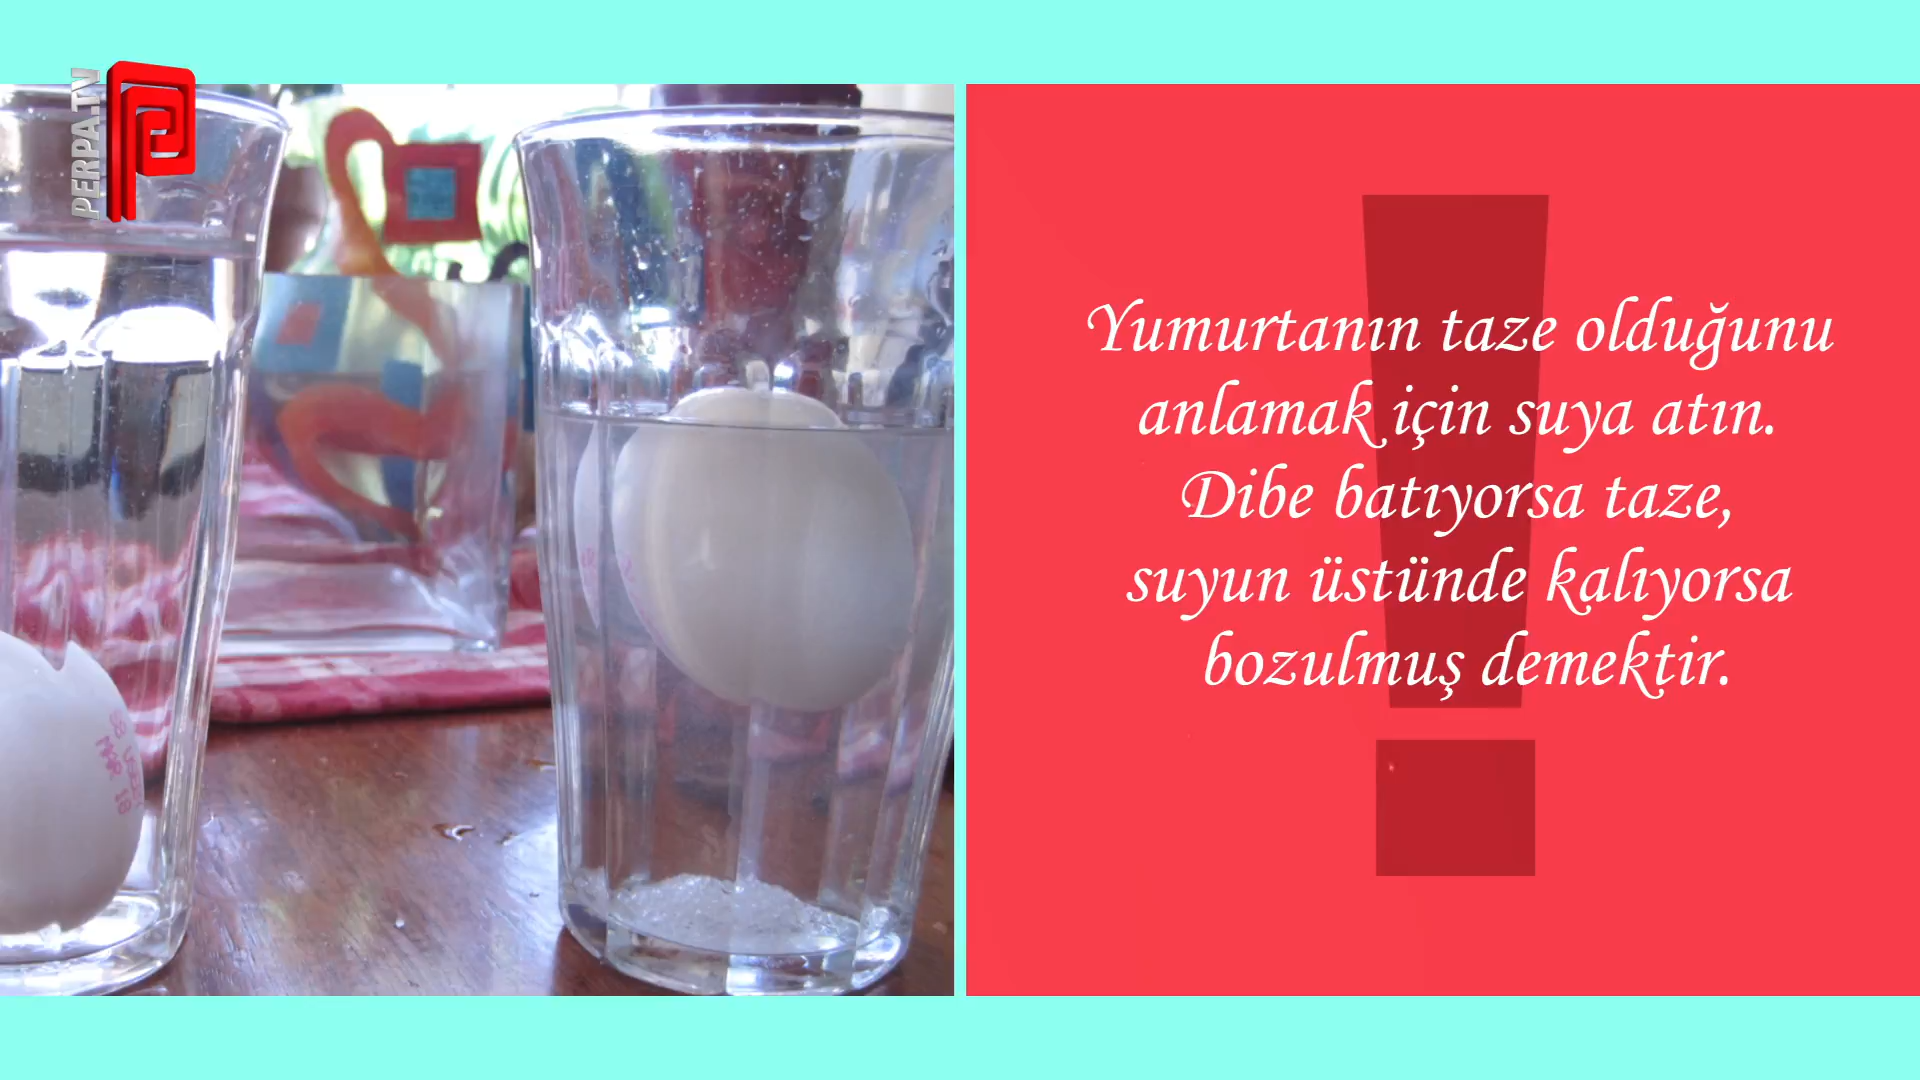 PERPA.TV
Yumurtanın taze olduğunu
anlamak için suya atın.
Dibe batıyorsa taze,
suyun üstünde kalıyorsa
bozulmuş demektir.